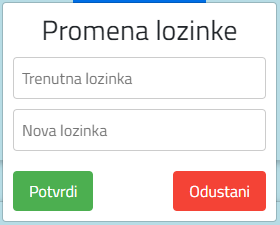 Promena lozinke
Trenutna lozinka
Nova lozinka
Potvrdi
Odustani